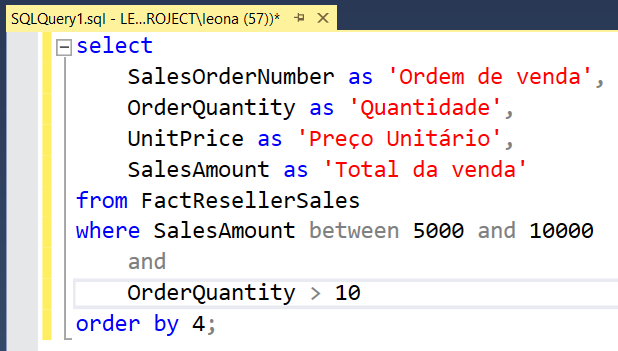 SQLQuery1.sql - LE...ROJECT\leona (57))*
select
SalesOrderNumber as 'Ordem de venda',
OrderQuantity as 'Quantidade',
UnitPrice as 'Preço Unitário',
SalesAmount as 'Total da venda'
from FactResellerSales
where SalesAmount between 5000 and 10000
and
OrderQuantity > 10
order by 4;